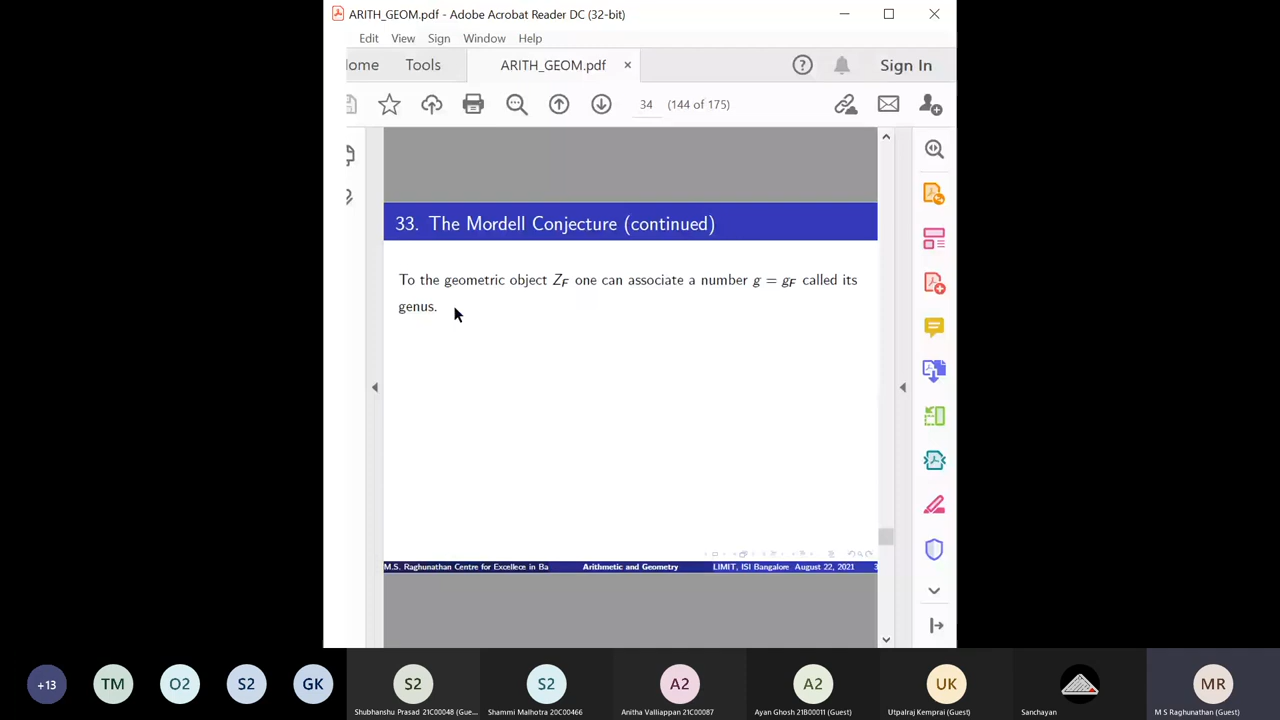 ARITH_GEOM.pdf - Adobe Acrobat Reader DC (32-bit)
Edit View Sign Window Help
ome Tools ARITH_GEOM.pdf × Sign In
34 (144 of 175)
33. The Mordell Conjecture (continued)
To the geometric object Z_F one can associate a number g = g_F called its
genus.
M.S. Raghunathan Centre for Excellece in Ba Arithmetic and Geometry LIMIT, ISI Bangalore August 22, 2021 3
+13 TM O2 S2 GK S2 S2 A2 A2 UK MR
Shubhanshu Prasad 21C00048 (Gue... Shammi Malhotra 20C00466 Anitha Valliappan 21C00087 Ayan Ghosh 21B00011 (Guest) Utpalraj Kemprai (Guest) Sanchayan M S Raghunathan (Guest)